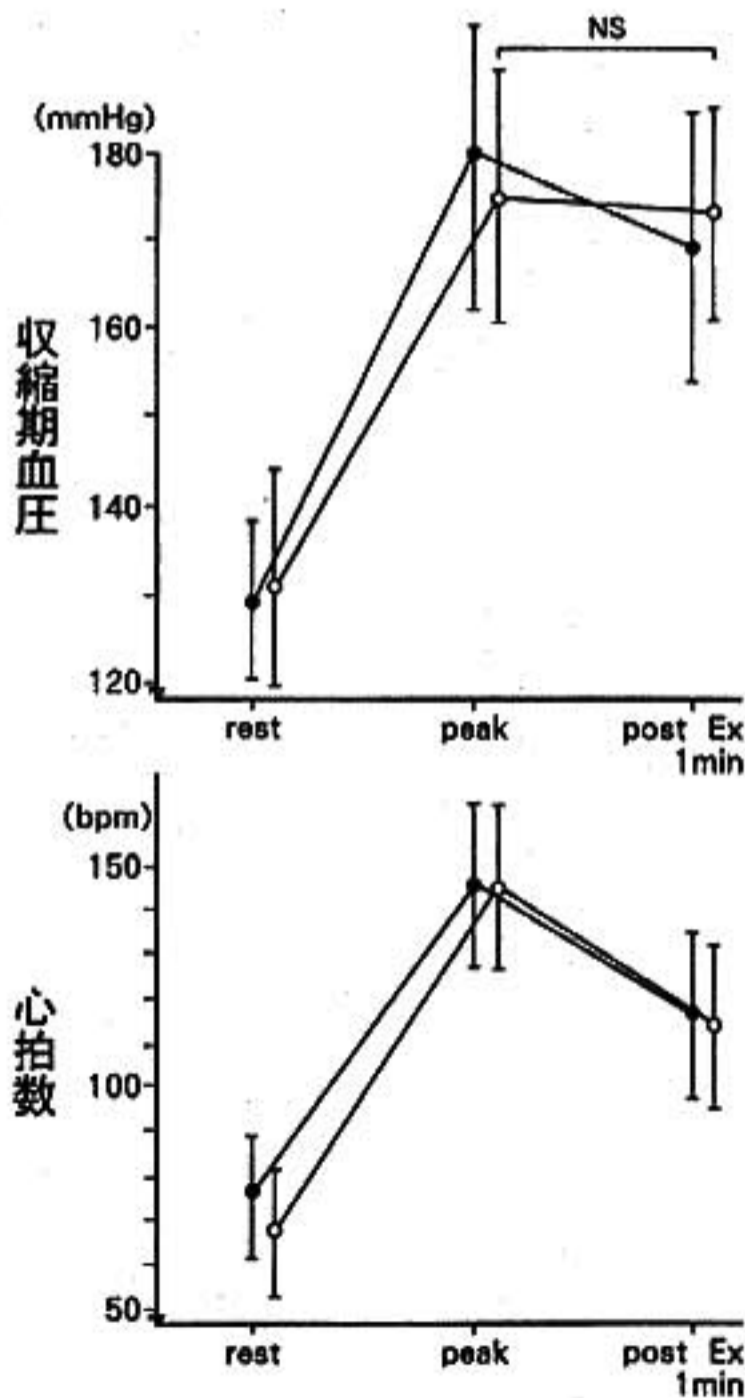 NS
(mmHg)
180
160
140
120
収縮期血圧
rest peak post Ex
1min
(bpm)
150
100
50
心拍数
rest peak post Ex
1min